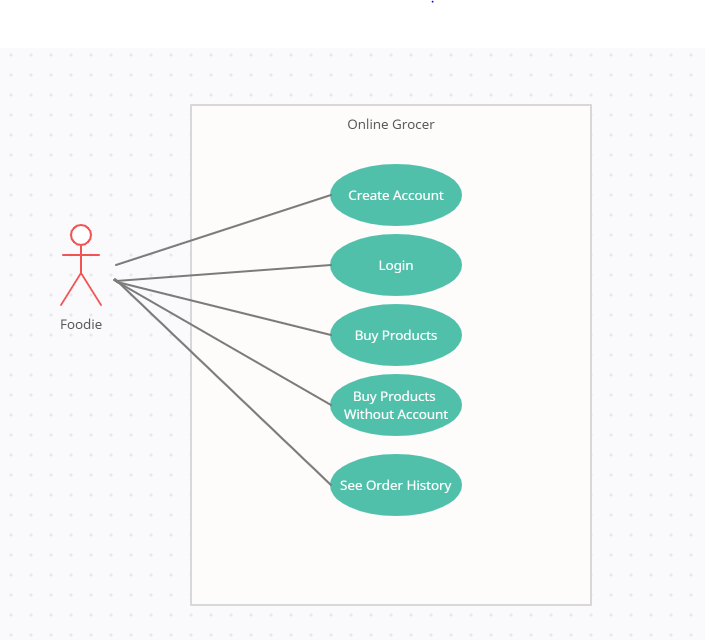 Online Grocer
Create Account
Login
Foodie
Buy Products
Buy Products
Without Account
See Order History